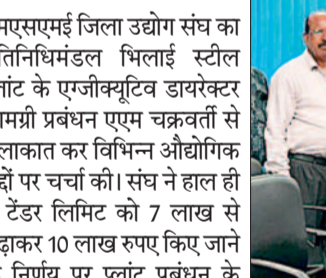 मएसएमई जिला उद्योग संघ का
तिनिधिमंडल भिलाई स्टील
ांट के एग्जीक्यूटिव डायरेक्टर
मग्री प्रबंधन एएम चक्रवर्ती से
लाकात कर विभिन्न औद्योगिक
द्दों पर चर्चा की। संघ ने हाल ही
टेंडर लिमिट को 7 लाख से
ढ़ाकर 10 लाख रुपए किए जाने
निर्णय पर प्लांट प्रबंधन के